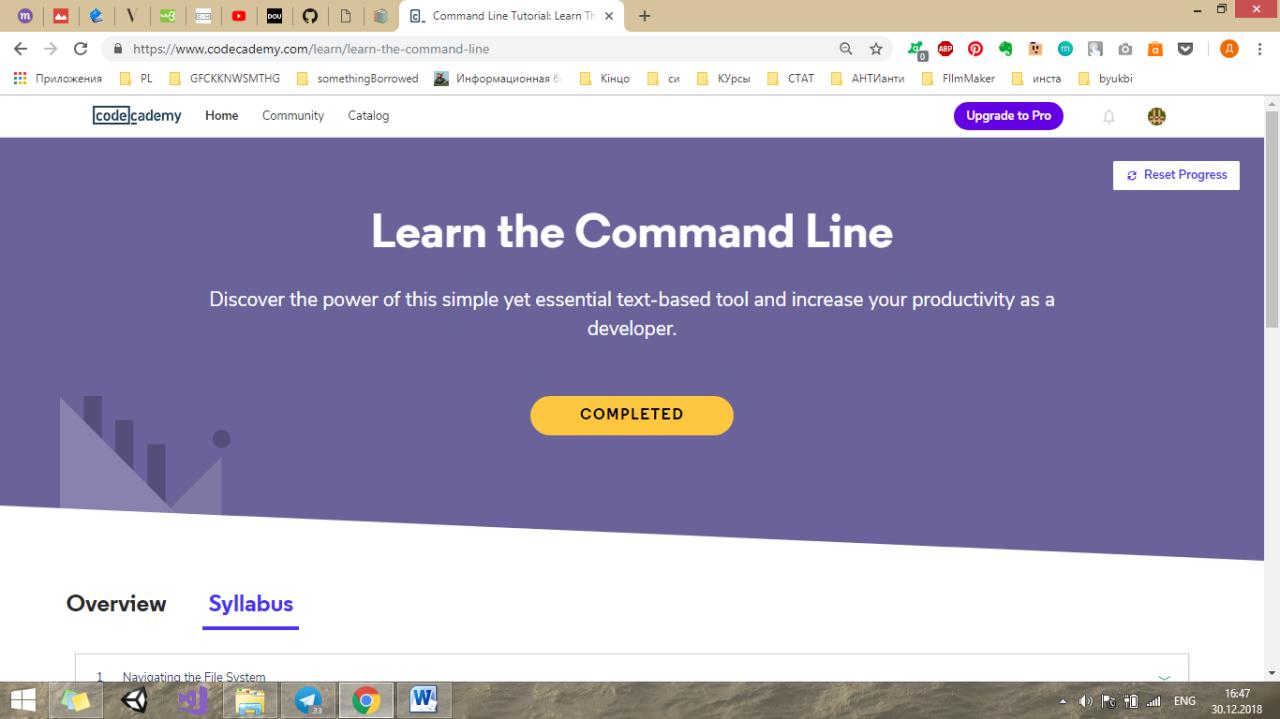 Command Line Tutorial: Learn Th
https://www.codecademy.com/learn/learn-the-command-line
Приложения PL GFCKKNWSMTHG somethingBorrowed Информационная б Кінцо си КУрсы СТАТ АНТИанти FIlmMaker инста byukbi
codecademy Home Community Catalog Upgrade to Pro
Reset Progress
Learn the Command Line
Discover the power of this simple yet essential text-based tool and increase your productivity as a
developer.
COMPLETED
Overview Syllabus
1 Navigating the File System
ENG
16:47
30.12.2018